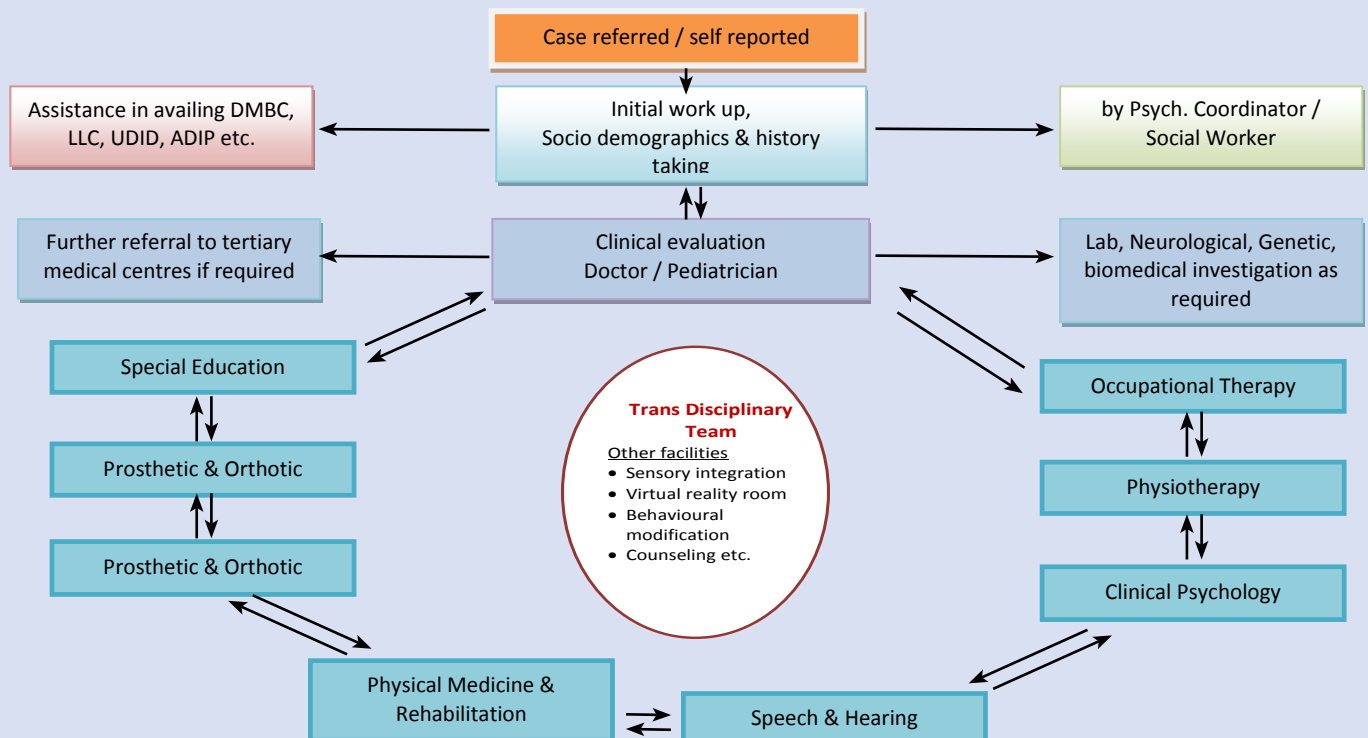 Case referred / self reported
Assistance in availing DMBC,
LLC, UDID, ADIP etc.
Initial work up,
Socio demographics & history
taking
by Psych. Coordinator /
Social Worker
Further referral to tertiary
medical centres if required
Clinical evaluation
Doctor / Pediatrician
Lab, Neurological, Genetic,
biomedical investigation as
required
Special Education
Occupational Therapy
Trans Disciplinary
Team
Other facilities
• Sensory integration
• Virtual reality room
• Behavioural
modification
• Counseling etc.
Prosthetic & Orthotic
Physiotherapy
Prosthetic & Orthotic
Clinical Psychology
Physical Medicine &
Rehabilitation
Speech & Hearing